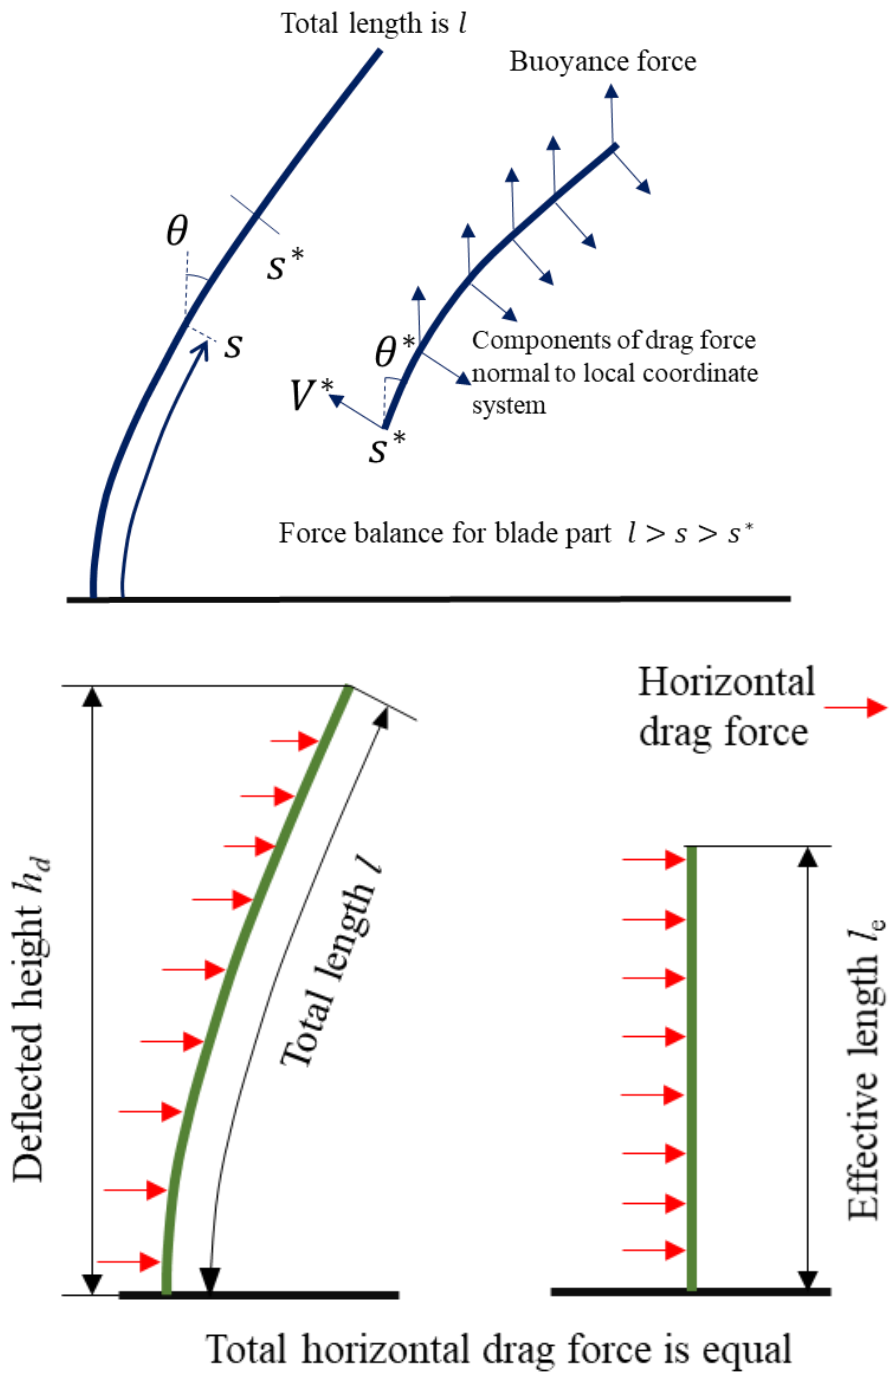 Total length is l
Buoyance force
θ
s*
s
θ*
V*
s*
Components of drag force
normal to local coordinate
system
Force balance for blade part l > s > s*
Horizontal
drag force
Deflected height h_d
Total length l
Effective length l_e
Total horizontal drag force is equal